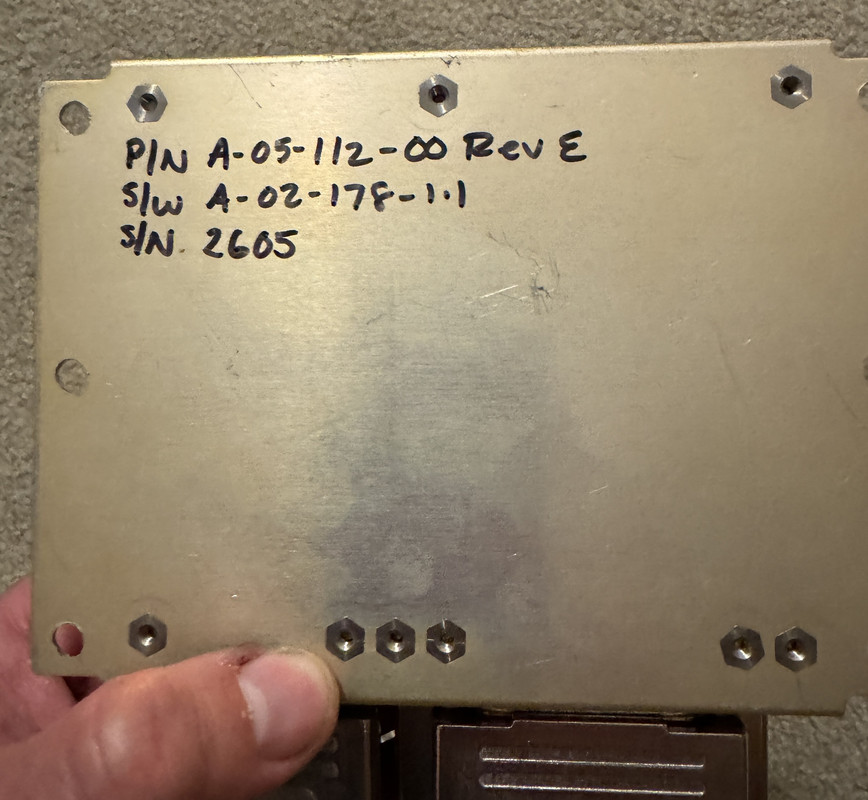 P/N A-05-112-00 Rev E
S/W A-02-178-1.1
S/N. 2605